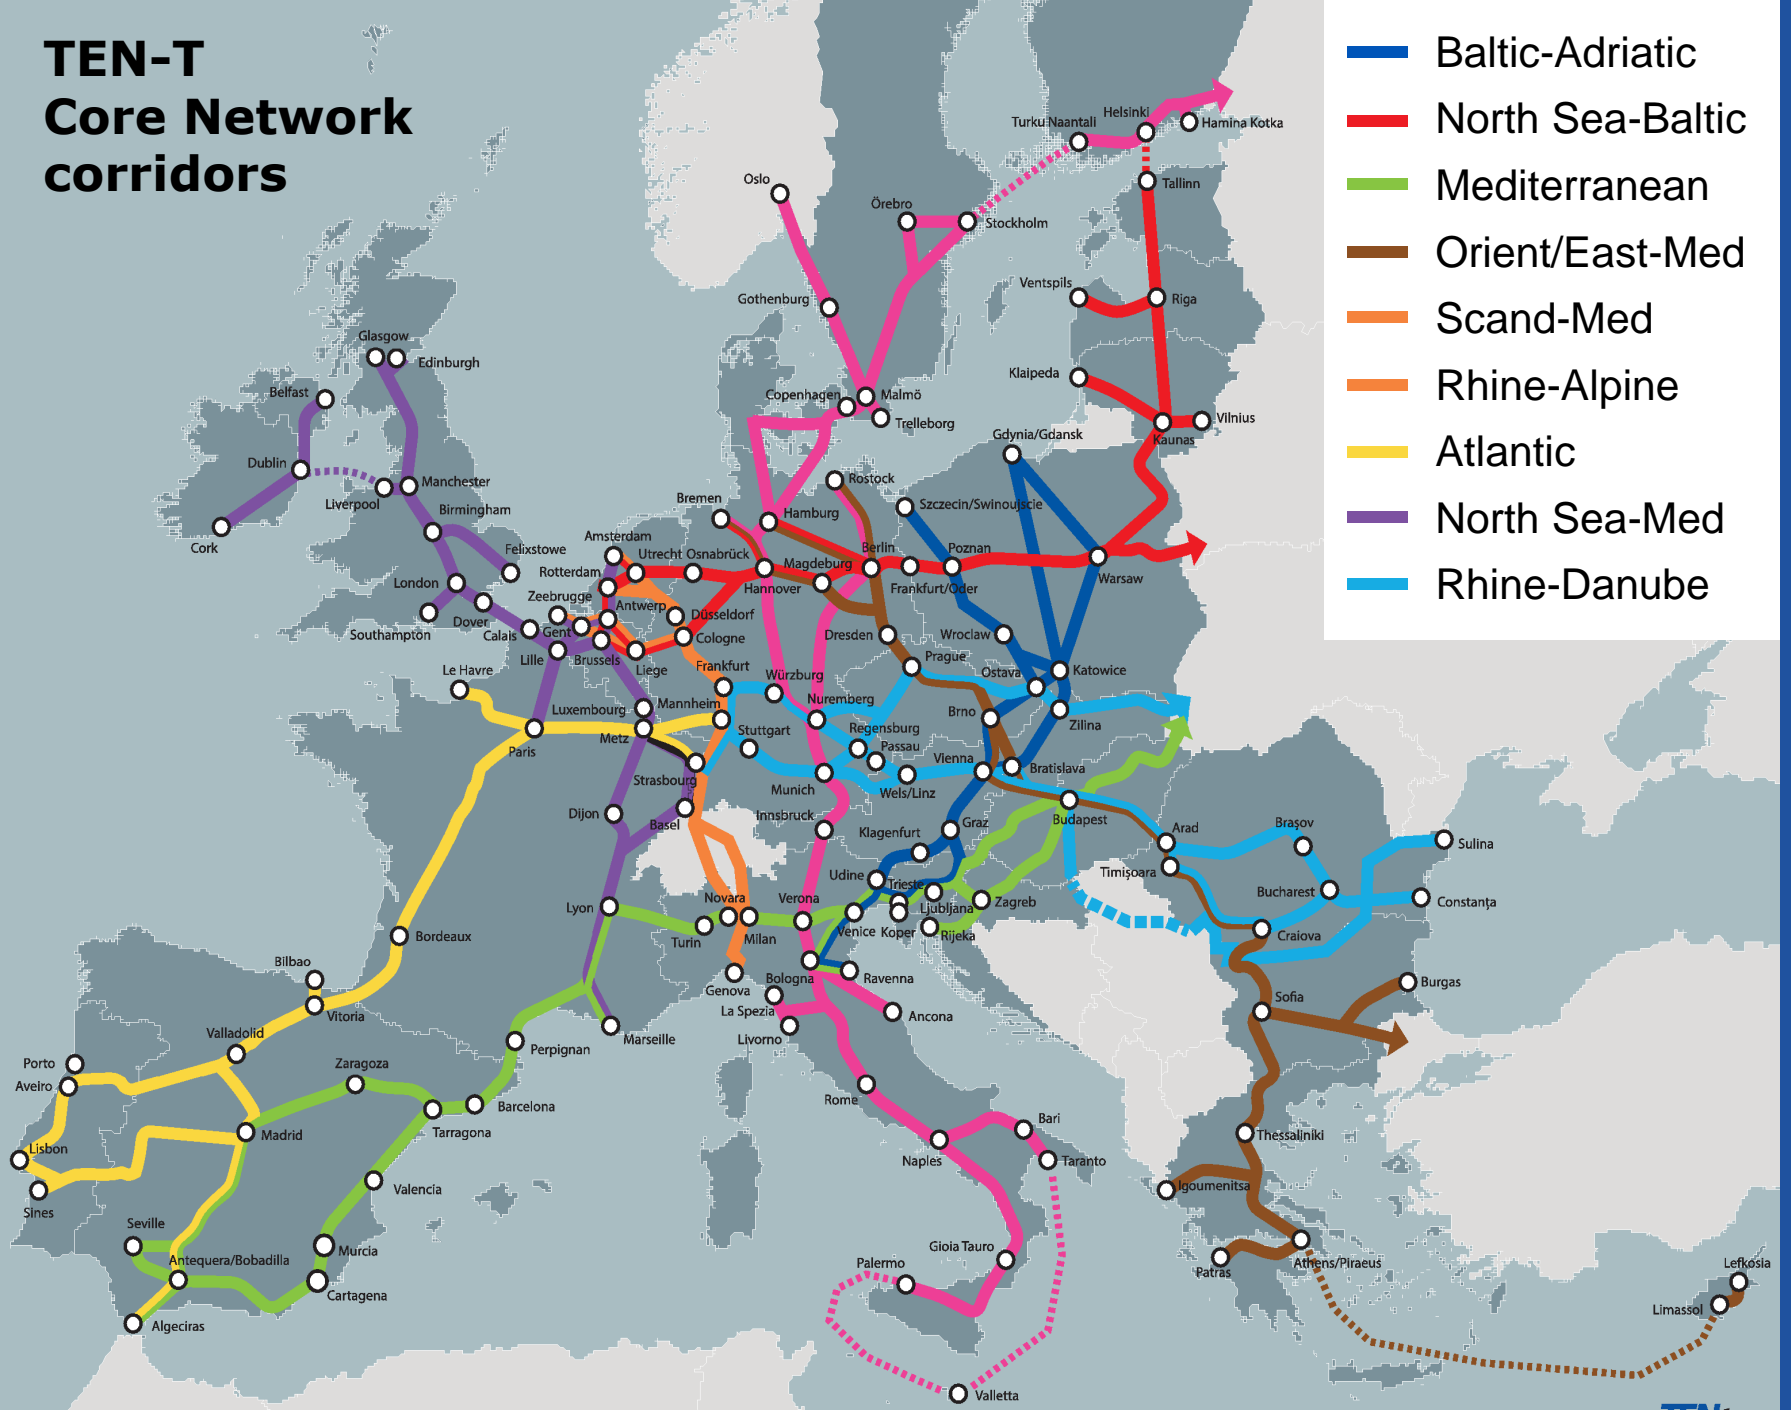 TEN-T
Core Network
corridors
Baltic-Adriatic
North Sea-Baltic
Mediterranean
Orient/East-Med
Scand-Med
Rhine-Alpine
Atlantic
North Sea-Med
Rhine-Danube
Helsinki
Turku Naantali
Hamina Kotka
Oslo
Tallinn
Örebro
Stockholm
Ventspils
Gothenburg
Riga
Glasgow
Edinburgh
Klaipeda
Belfast
Copenhagen
Malmö
Trelleborg
Vilnius
Gdynia/Gdansk
Kaunas
Dublin
Manchester
Liverpool
Rostock
Bremen
Szczecin/Swinoujscie
Birmingham
Hamburg
Cork
Amsterdam
Felixstowe
Utrecht
Osnabrück
Berlin
Poznan
Magdeburg
Rotterdam
Warsaw
London
Hannover
Frankfurt/Oder
Zeebrugge
Antwerp
Düsseldorf
Dover
Southampton
Calais
Gent
Cologne
Dresden
Wroclaw
Lille
Brussels
Liege
Prague
Le Havre
Frankfurt
Würzburg
Ostava
Katowice
Luxembourg
Mannheim
Nuremberg
Brno
Zilina
Metz
Stuttgart
Regensburg
Paris
Passau
Vienna
Bratislava
Strasbourg
Munich
Wels/Linz
Dijon
Basel
Innsbruck
Graz
Budapest
Klagenfurt
Arad
Braşov
Sulina
Udine
Trieste
Timişoara
Bucharest
Lyon
Novara
Verona
Ljubljana
Zagreb
Constanţa
Bordeaux
Turin
Milan
Venice
Koper
Rijeka
Craiova
Bilbao
Genova
Bologna
Ravenna
Burgas
Vitoria
La Spezia
Ancona
Sofia
Valladolid
Livorno
Marseille
Perpignan
Porto
Zaragoza
Aveiro
Rome
Barcelona
Bari
Tarragona
Madrid
Thessaliniki
Lisbon
Naples
Taranto
Valencia
Igoumenitsa
Sines
Seville
Murcia
Gioia Tauro
Antequera/Bobadilla
Palermo
Patras
Athens/Piraeus
Lefkosia
Cartagena
Limassol
Algeciras
Valletta